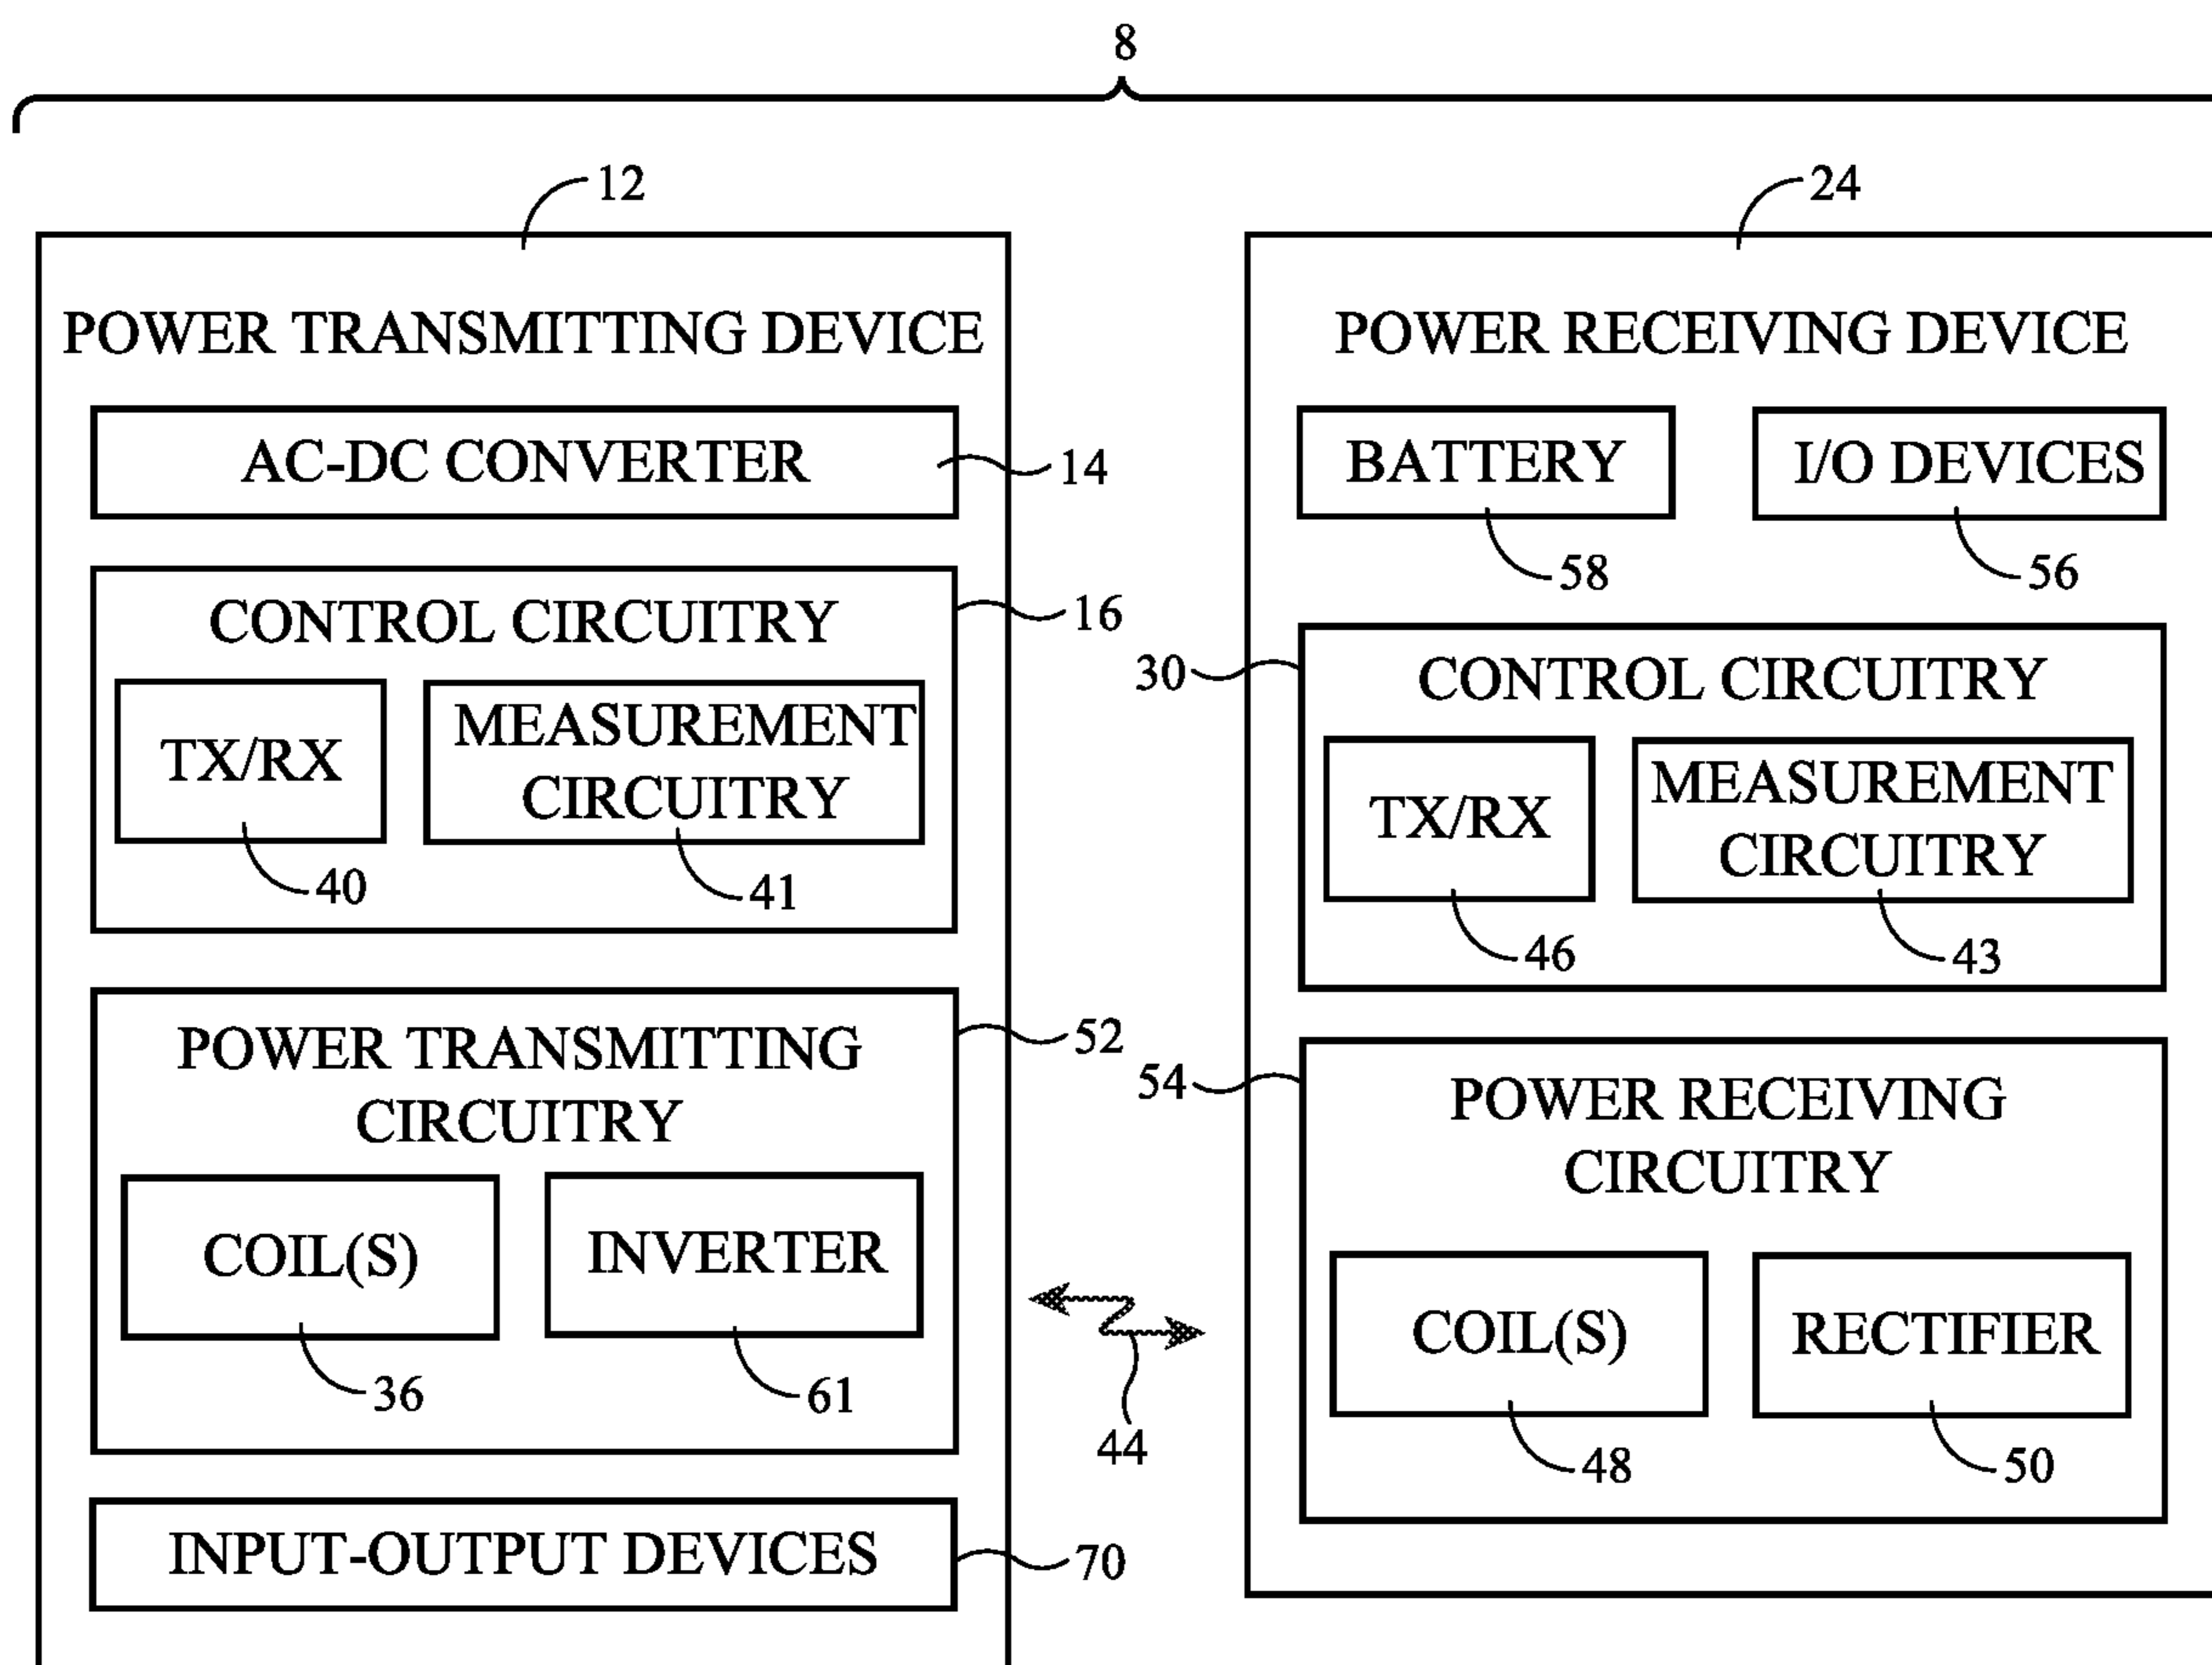 8
12
POWER TRANSMITTING DEVICE
AC-DC CONVERTER
14
CONTROL CIRCUITRY
16
TX/RX
40
MEASUREMENT
CIRCUITRY
41
POWER TRANSMITTING
CIRCUITRY
52
COIL(S)
36
INVERTER
61
INPUT-OUTPUT DEVICES
70
44
24
POWER RECEIVING DEVICE
BATTERY
58
I/O DEVICES
56
30
CONTROL CIRCUITRY
TX/RX
46
MEASUREMENT
CIRCUITRY
43
54
POWER RECEIVING
CIRCUITRY
COIL(S)
48
RECTIFIER
50